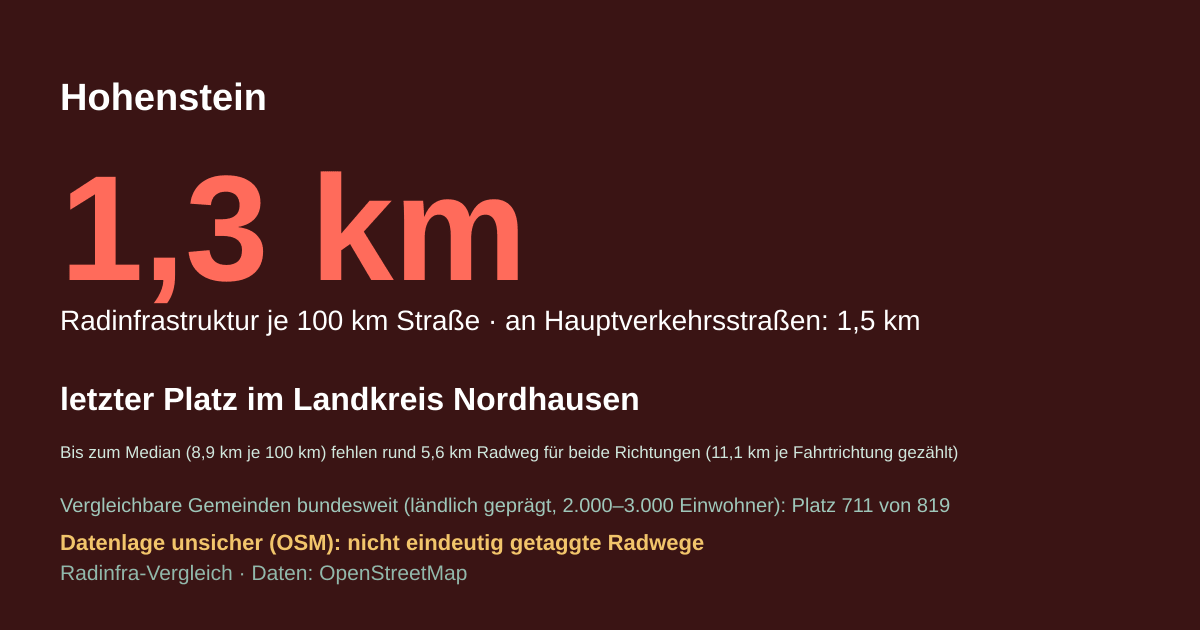 Hohenstein
1,3 km
Radinfrastruktur je 100 km Straße · an Hauptverkehrsstraßen: 1,5 km
letzter Platz im Landkreis Nordhausen
Bis zum Median (8,9 km je 100 km) fehlen rund 5,6 km Radweg für beide Richtungen (11,1 km je Fahrtrichtung gezählt)
Vergleichbare Gemeinden bundesweit (ländlich geprägt, 2.000–3.000 Einwohner): Platz 711 von 819
Datenlage unsicher (OSM): nicht eindeutig getaggte Radwege
Radinfra-Vergleich · Daten: OpenStreetMap